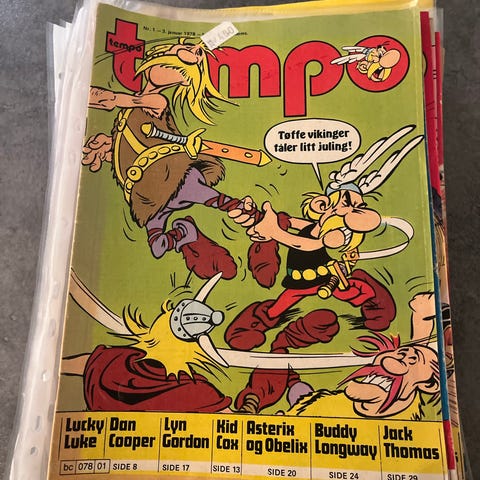 Nr. 1 – 3. januar 1978
tempo
tempo
Tøffe vikinger
tåler litt juling!
Lucky
Luke
Dan
Cooper
Lyn
Gordon
Kid
Cox
Asterix
og Obelix
Buddy
Longway
Jack
Thomas
bc 078 01
SIDE 8
SIDE 17
SIDE 13
SIDE 20
SIDE 24
SIDE 29